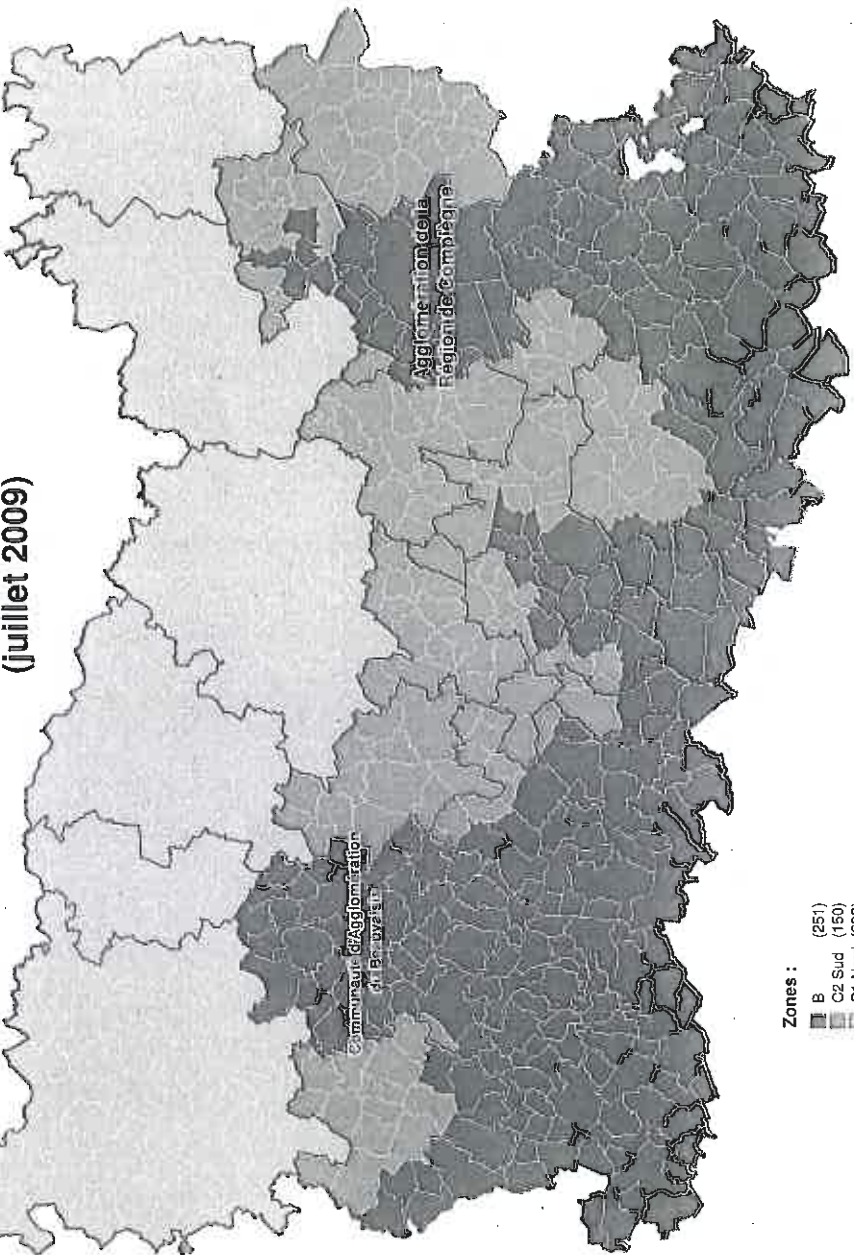 (juillet 2009)
Agglomération de la
Région de Compiègne
Communauté d'Agglomération
du Beauvaisis
Zones :
B (251)
C2 Sud (150)